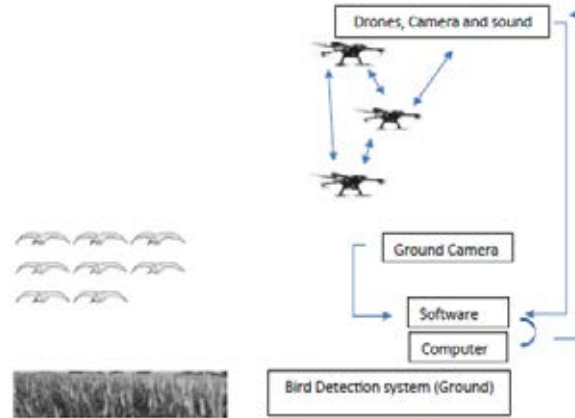 Drones, Camera and sound
Ground Camera
Software
Computer
Bird Detection system (Ground)